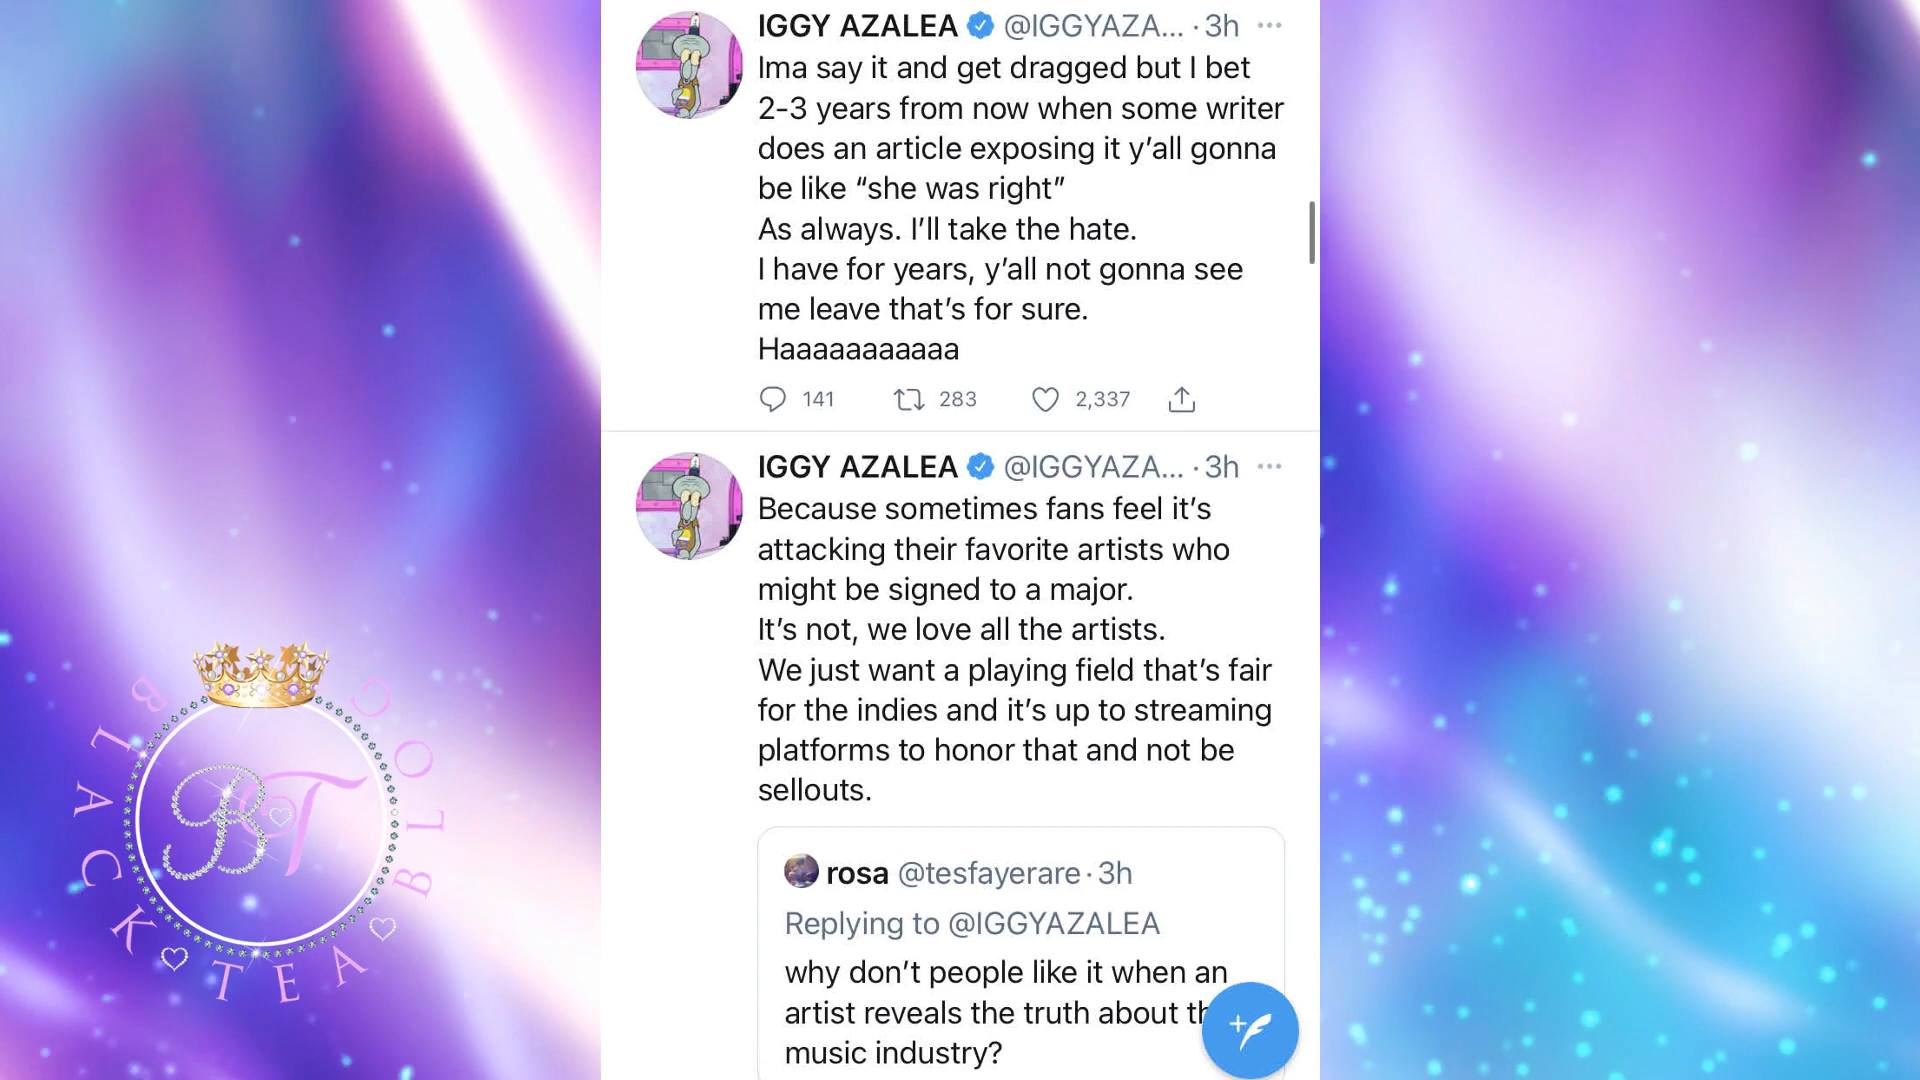 IGGY AZALEA @IGGYAZA... · 3h
Ima say it and get dragged but I bet
2-3 years from now when some writer
does an article exposing it y’all gonna
be like “she was right”
As always. I’ll take the hate.
I have for years, y’all not gonna see
me leave that’s for sure.
Haaaaaaaaaaa
141 283 2,337
IGGY AZALEA @IGGYAZA... · 3h
Because sometimes fans feel it’s
attacking their favorite artists who
might be signed to a major.
It’s not, we love all the artists.
We just want a playing field that’s fair
for the indies and it’s up to streaming
platforms to honor that and not be
sellouts.
rosa @tesfayerare · 3h
Replying to @IGGYAZALEA
why don’t people like it when an
artist reveals the truth about
music industry?
BT
BLACK TEA BLOG